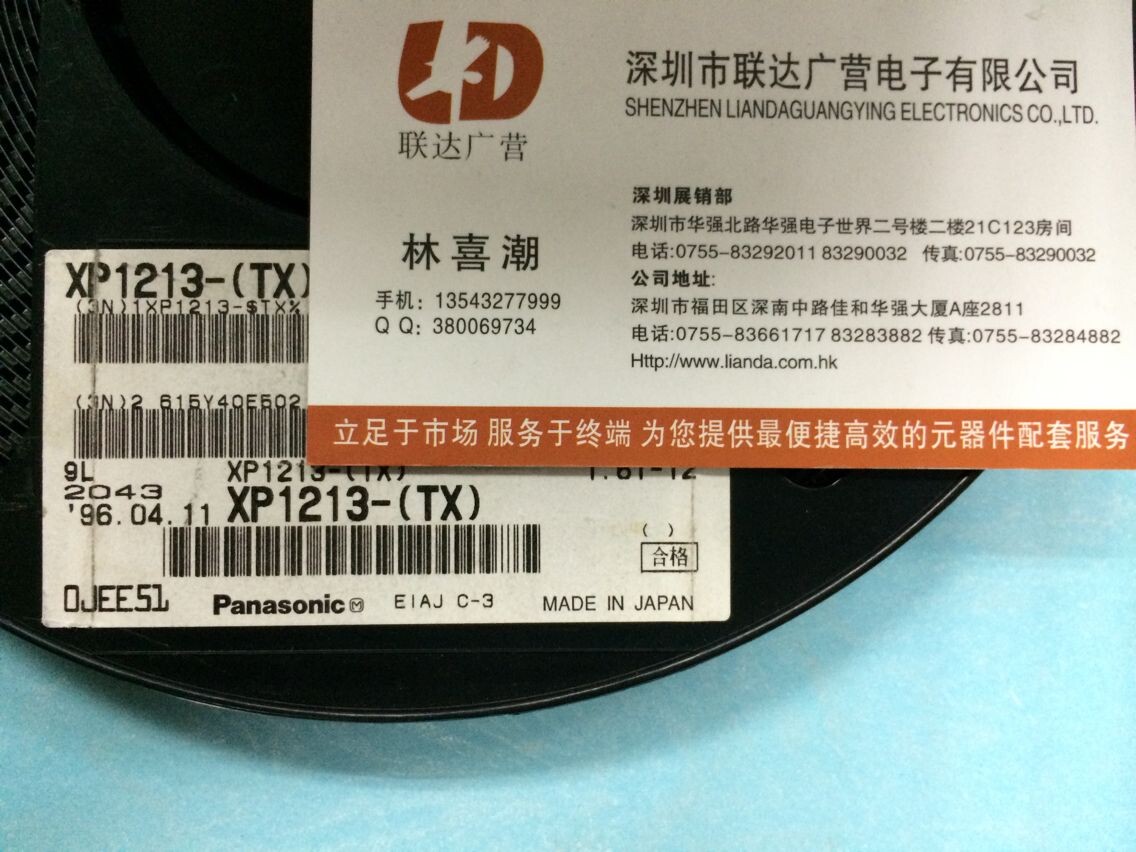 联达广营
深圳市联达广营电子有限公司
SHENZHEN LIANDAGUANGYING ELECTRONICS CO.,LTD.
林喜潮
手机：13543277999
Q Q：380069734
深圳展销部
深圳市华强北路华强电子世界二号楼二楼21C123房间
电话:0755-83292011 83290032 传真:0755-83290032
公司地址:
深圳市福田区深南中路佳和华强大厦A座2811
电话:0755-83661717 83283882 传真:0755-83284882
Http://www.lianda.com.hk
立足于市场 服务于终端 为您提供最便捷高效的元器件配套服务
XP1213-(TX)
(3N)1XP1213-$TX%
(3N)2 615Y40E502
9L XP1213-(TX)
2043
'96.04.11 XP1213-(TX)
( )
合格
0JEE51 Panasonic M EIAJ C-3 MADE IN JAPAN